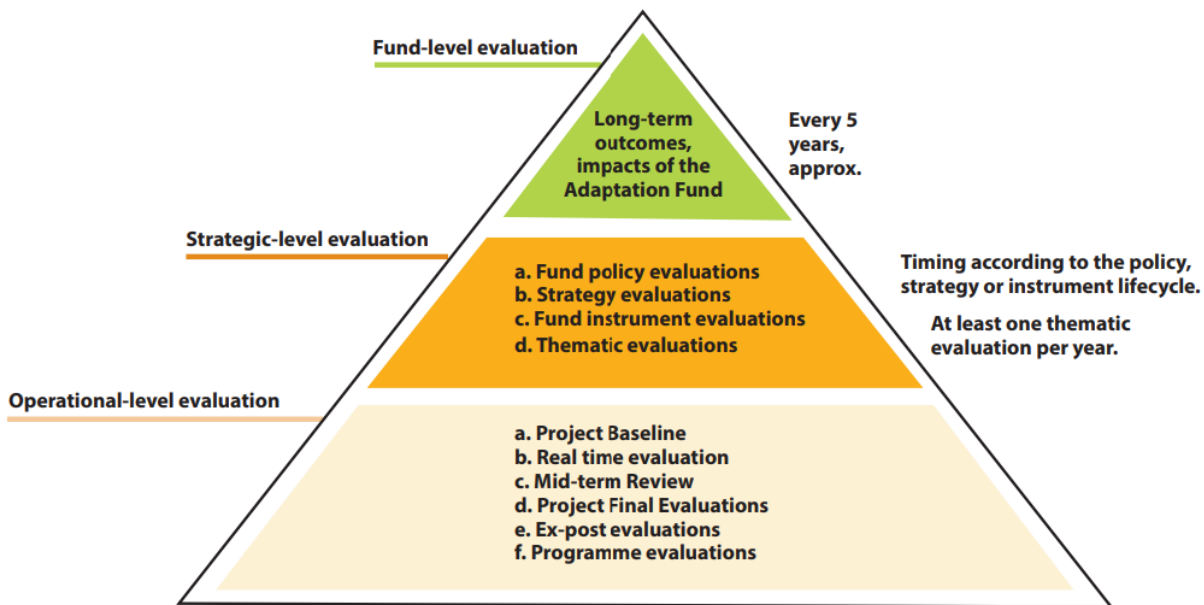 Fund-level evaluation
Long-term
outcomes,
impacts of the
Adaptation Fund
Every 5
years,
approx.
Strategic-level evaluation
a. Fund policy evaluations
b. Strategy evaluations
c. Fund instrument evaluations
d. Thematic evaluations
Timing according to the policy,
strategy or instrument lifecycle.
At least one thematic
evaluation per year.
Operational-level evaluation
a. Project Baseline
b. Real time evaluation
c. Mid-term Review
d. Project Final Evaluations
e. Ex-post evaluations
f. Programme evaluations